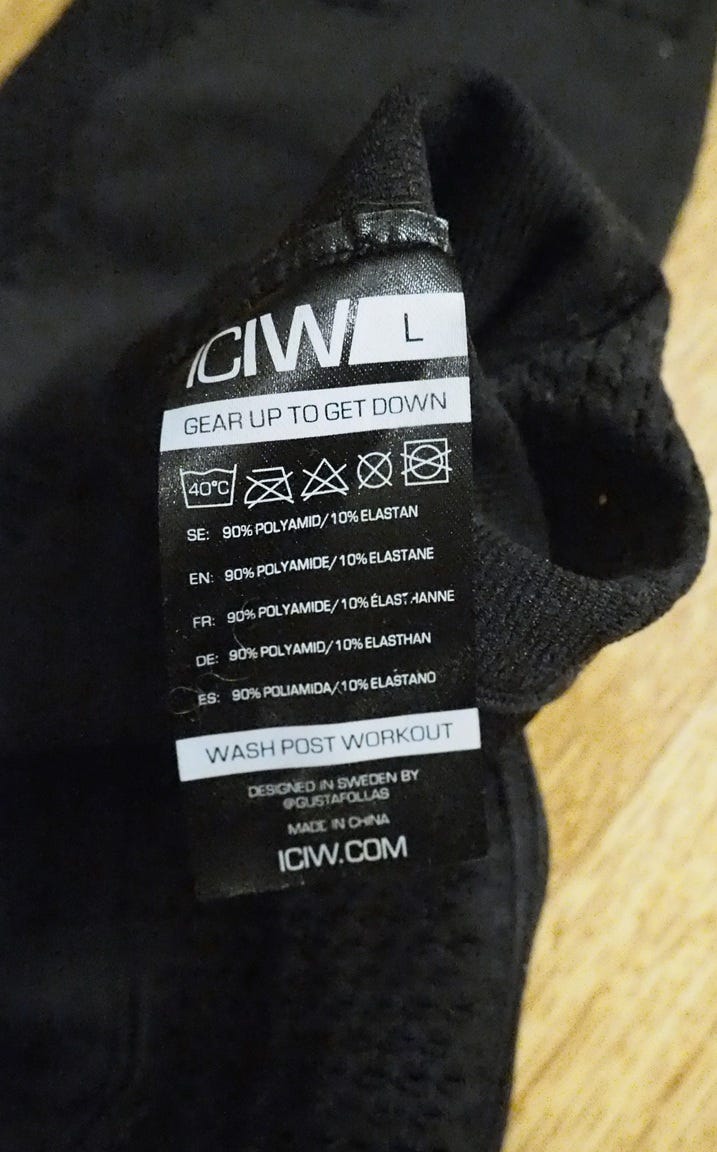 ICIW L
GEAR UP TO GET DOWN
40°C
SE: 90% POLYAMID/10% ELASTAN
EN: 90% POLYAMIDE/10% ELASTANE
FR: 90% POLYAMIDE/10% ÉLASTHANNE
DE: 90% POLYAMID/10% ELASTHAN
ES: 90% POLIAMIDA/10% ELASTANO
WASH POST WORKOUT
DESIGNED IN SWEDEN BY
@GUSTAFOLLAS
MADE IN CHINA
ICIW.COM